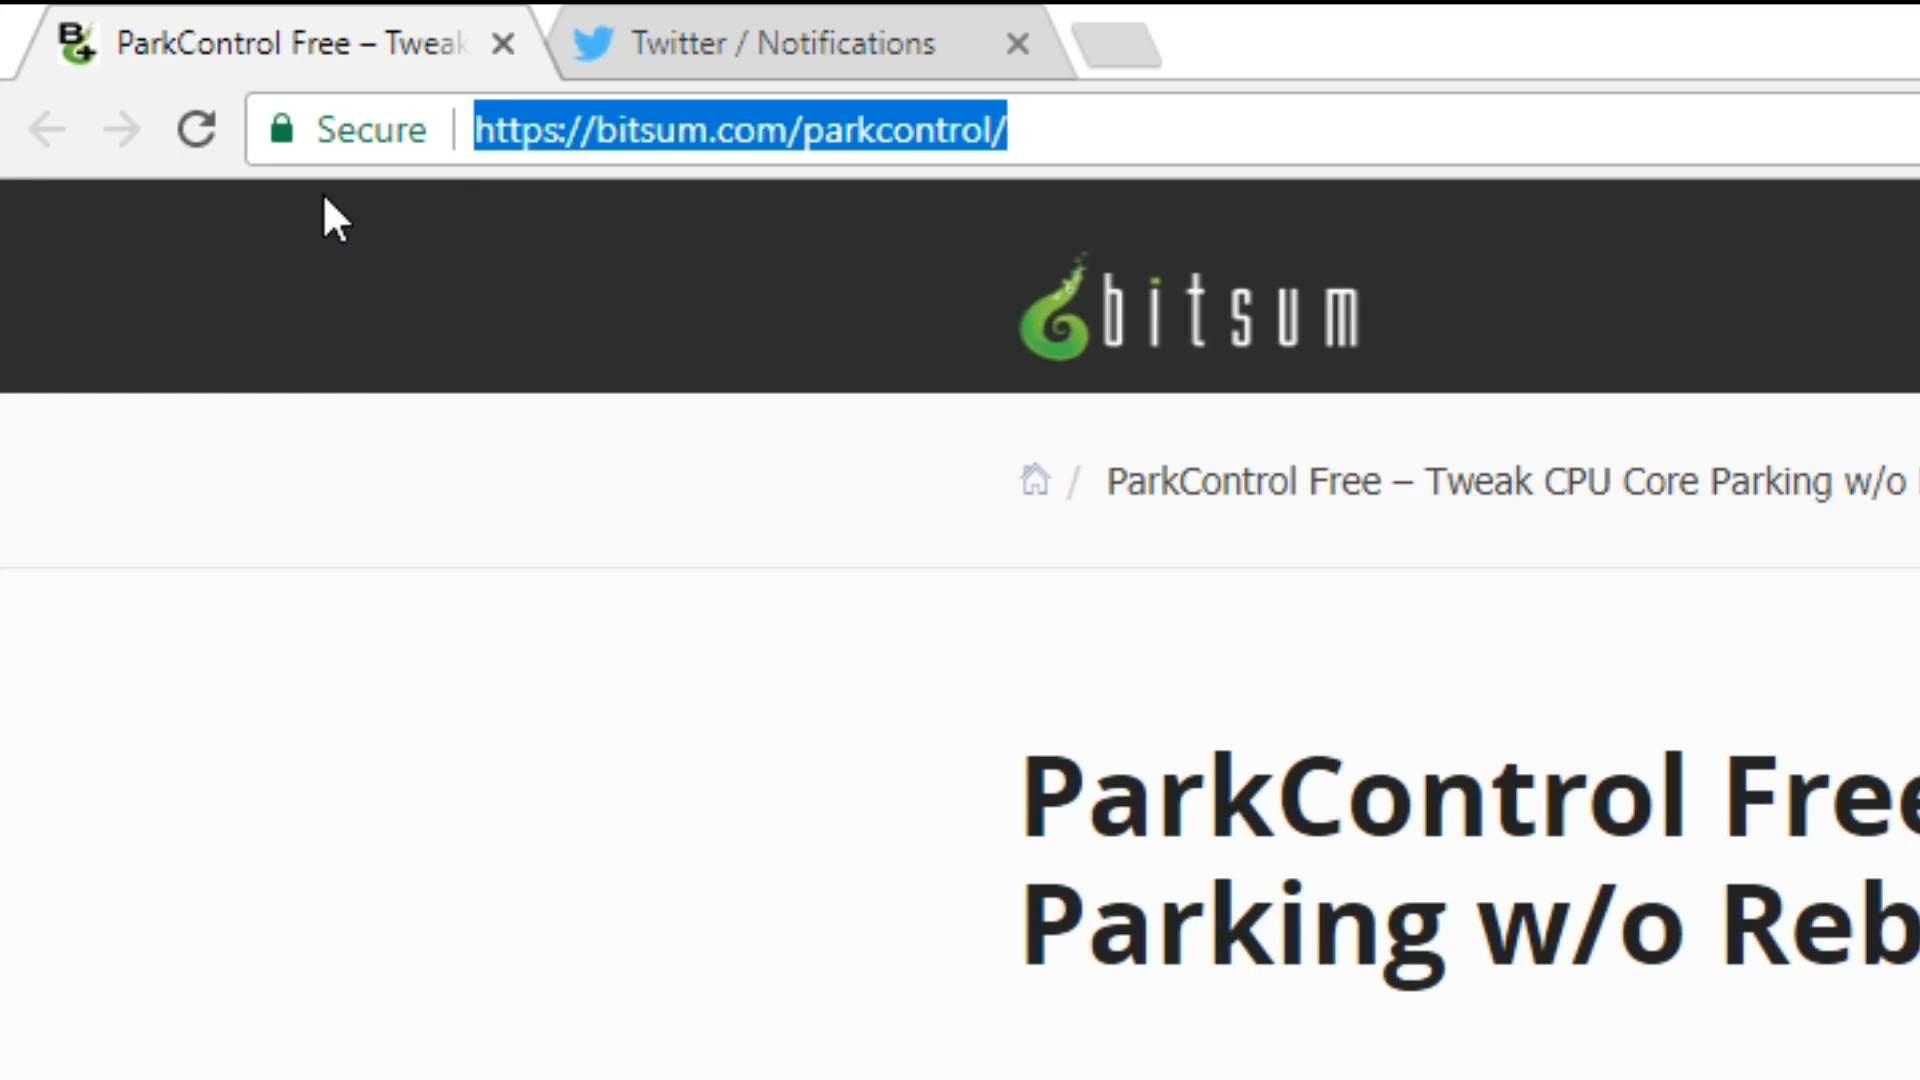 ParkControl Free – Tweak
Twitter / Notifications
Secure
https://bitsum.com/parkcontrol/
bitsum
/ ParkControl Free – Tweak CPU Core Parking w/o
ParkControl Free
Parking w/o Reb